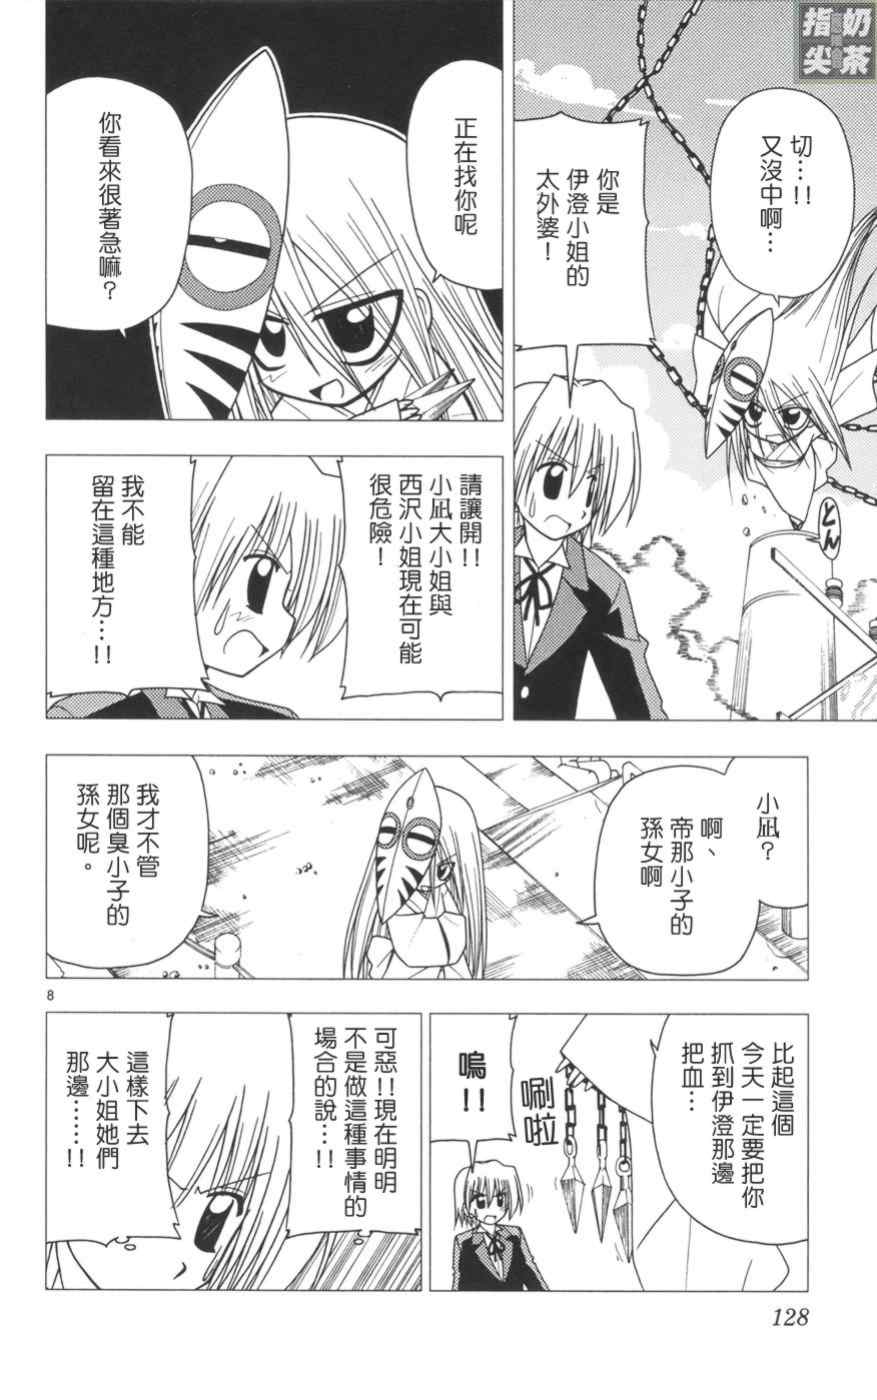 指奶
尖茶
切…!!
又沒中啊…
你是
伊澄小姐的
太外婆！
とん
正在找你呢
你看來很著急嘛？
請讓開!!
小凪大小姐與
西沢小姐現在可能
很危險！
我不能
留在這種地方…!!
小凪？
啊、
帝那小子的
孫女啊
我才不管
那個臭小子的
孫女呢。
8
比起這個
今天一定要把你
抓到伊澄那邊
把血…
唰啦
嗚!!
可惡!!現在明明
不是做這種事情的
場合的說…!!
這樣下去
大小姐她們
那邊……!!
128